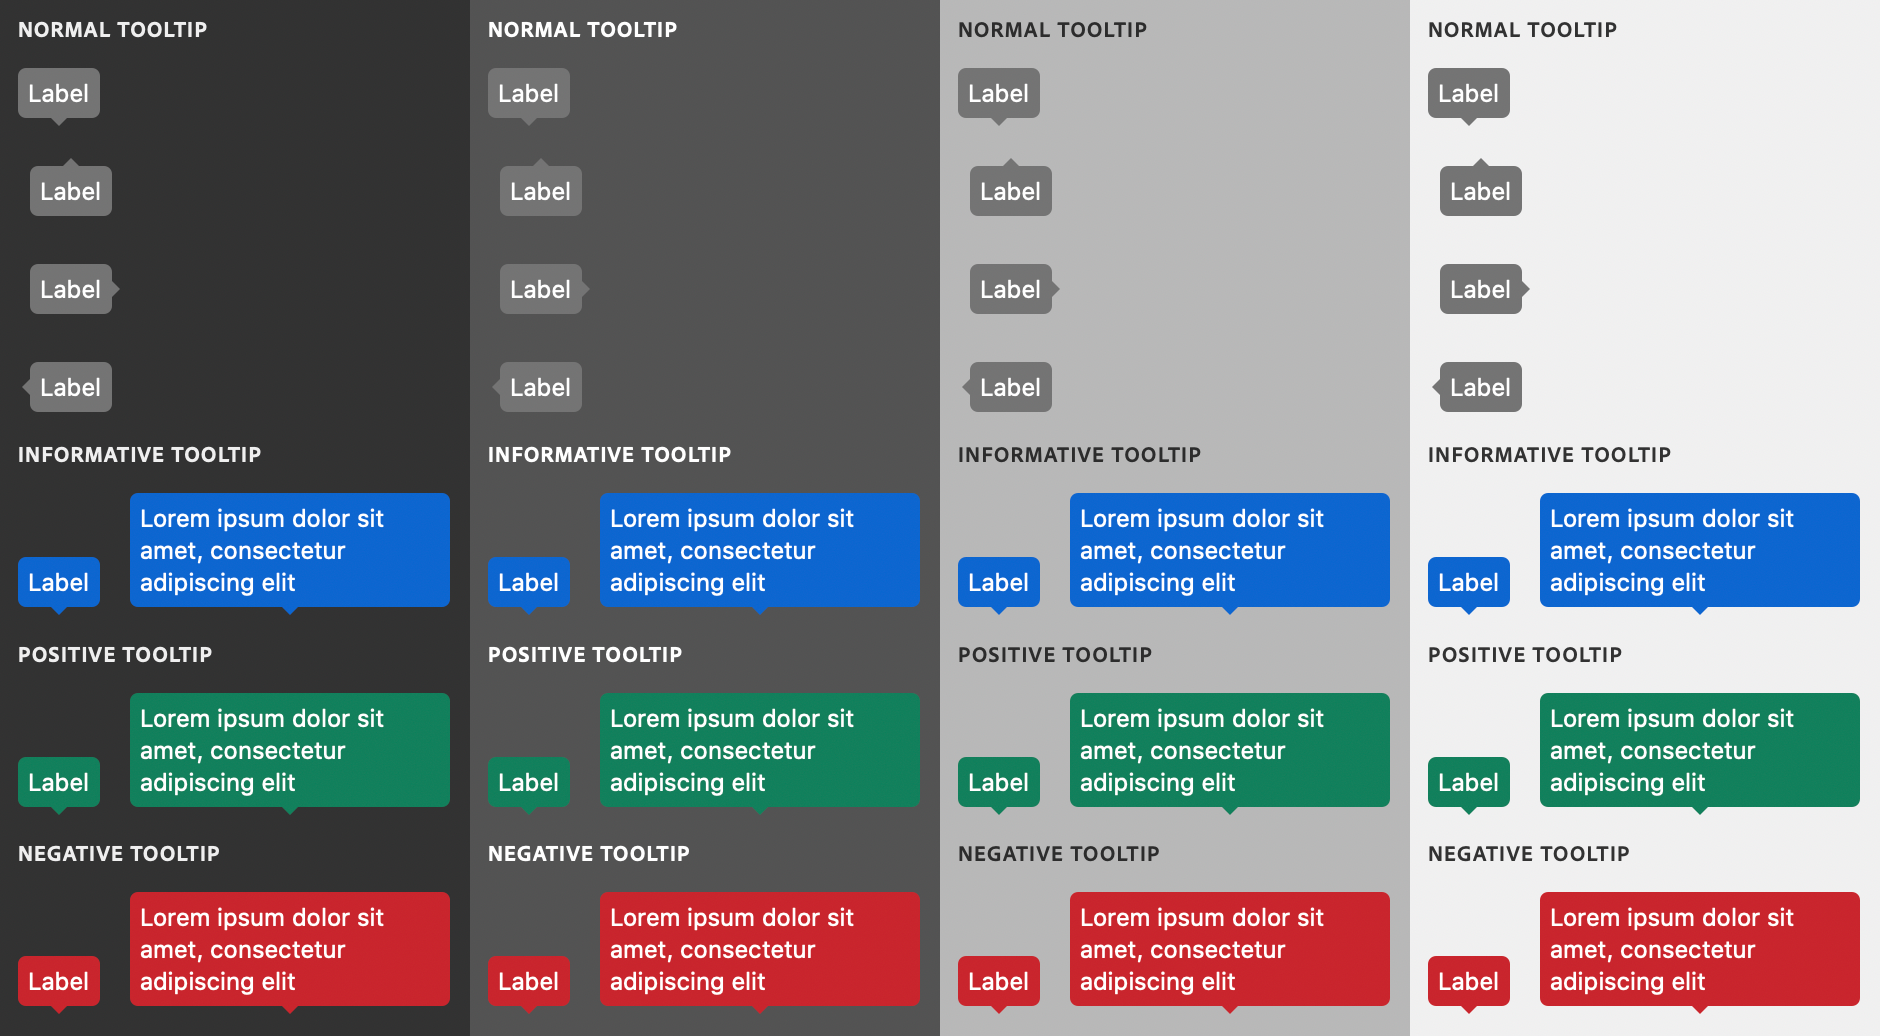 NORMAL TOOLTIP
Label
Label
Label
Label
INFORMATIVE TOOLTIP
Label
Lorem ipsum dolor sit
amet, consectetur
adipiscing elit
POSITIVE TOOLTIP
Label
Lorem ipsum dolor sit
amet, consectetur
adipiscing elit
NEGATIVE TOOLTIP
Label
Lorem ipsum dolor sit
amet, consectetur
adipiscing elit
NORMAL TOOLTIP
Label
Label
Label
Label
INFORMATIVE TOOLTIP
Label
Lorem ipsum dolor sit
amet, consectetur
adipiscing elit
POSITIVE TOOLTIP
Label
Lorem ipsum dolor sit
amet, consectetur
adipiscing elit
NEGATIVE TOOLTIP
Label
Lorem ipsum dolor sit
amet, consectetur
adipiscing elit
NORMAL TOOLTIP
Label
Label
Label
Label
INFORMATIVE TOOLTIP
Label
Lorem ipsum dolor sit
amet, consectetur
adipiscing elit
POSITIVE TOOLTIP
Label
Lorem ipsum dolor sit
amet, consectetur
adipiscing elit
NEGATIVE TOOLTIP
Label
Lorem ipsum dolor sit
amet, consectetur
adipiscing elit
NORMAL TOOLTIP
Label
Label
Label
Label
INFORMATIVE TOOLTIP
Label
Lorem ipsum dolor sit
amet, consectetur
adipiscing elit
POSITIVE TOOLTIP
Label
Lorem ipsum dolor sit
amet, consectetur
adipiscing elit
NEGATIVE TOOLTIP
Label
Lorem ipsum dolor sit
amet, consectetur
adipiscing elit